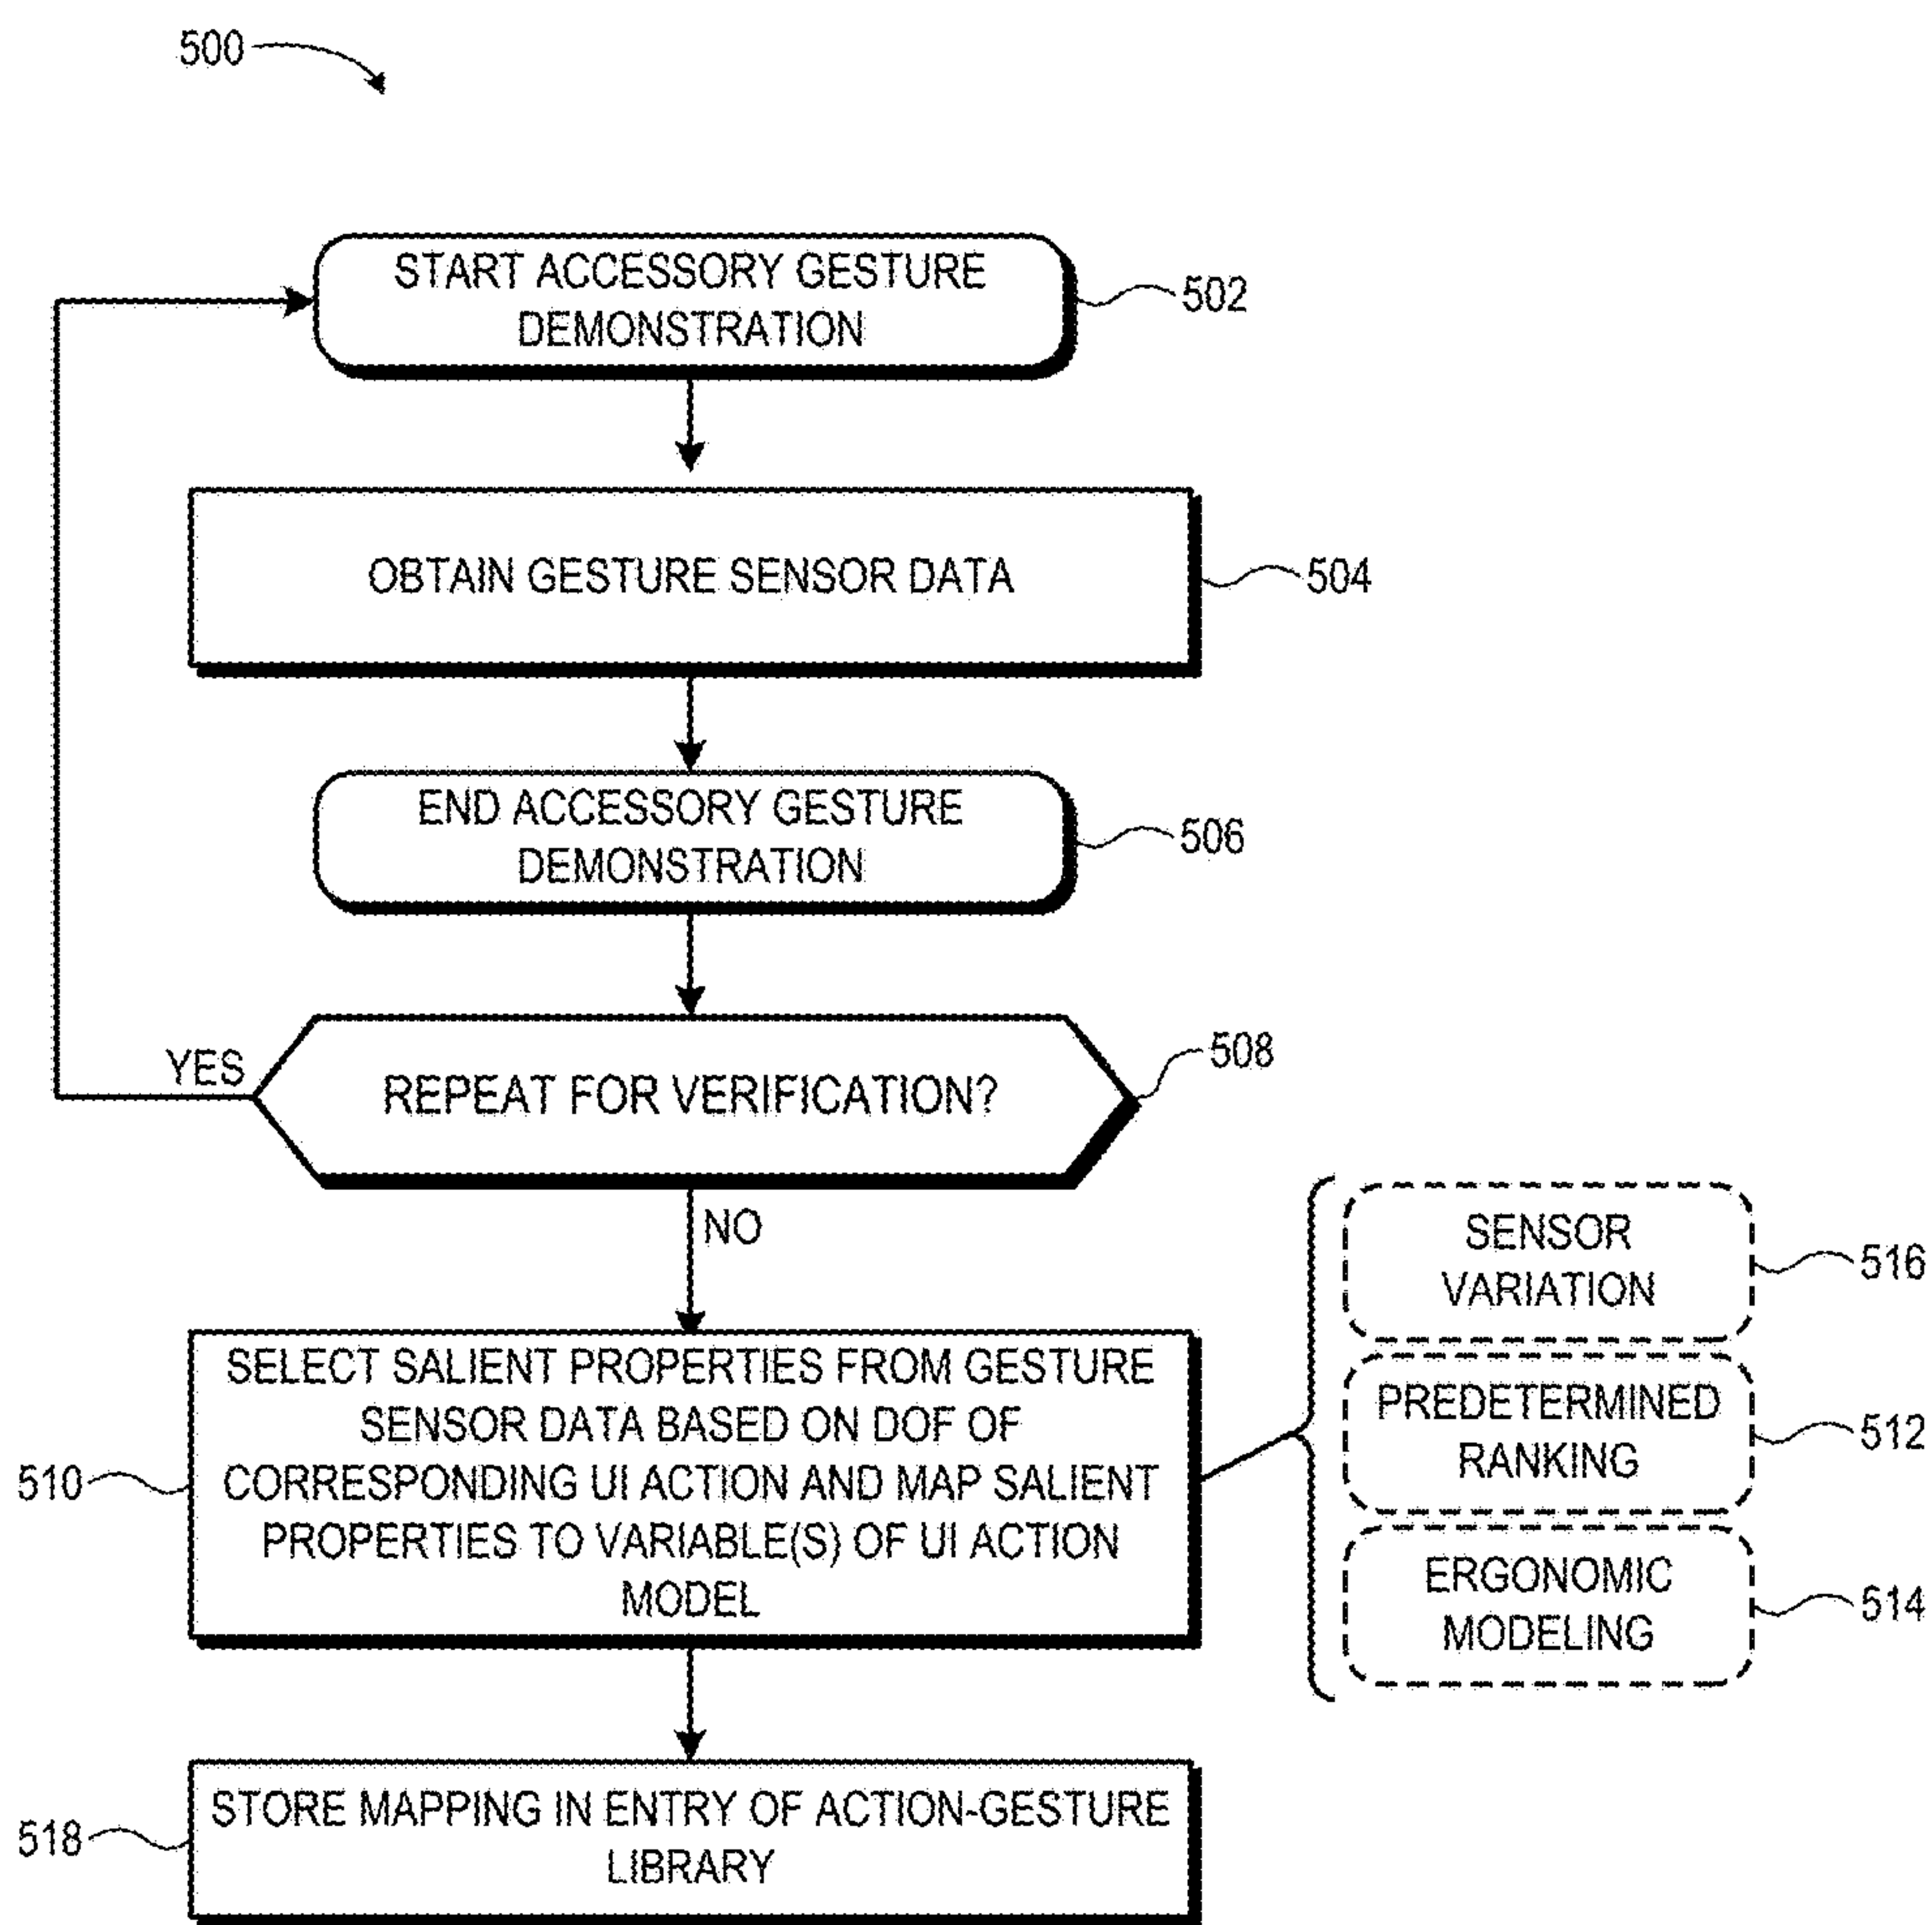 500
START ACCESSORY GESTURE
DEMONSTRATION
502
OBTAIN GESTURE SENSOR DATA
504
END ACCESSORY GESTURE
DEMONSTRATION
506
YES
REPEAT FOR VERIFICATION?
508
NO
510
SELECT SALIENT PROPERTIES FROM GESTURE
SENSOR DATA BASED ON DOF OF
CORRESPONDING UI ACTION AND MAP SALIENT
PROPERTIES TO VARIABLE(S) OF UI ACTION
MODEL
SENSOR
VARIATION
516
PREDETERMINED
RANKING
512
ERGONOMIC
MODELING
514
518
STORE MAPPING IN ENTRY OF ACTION-GESTURE
LIBRARY